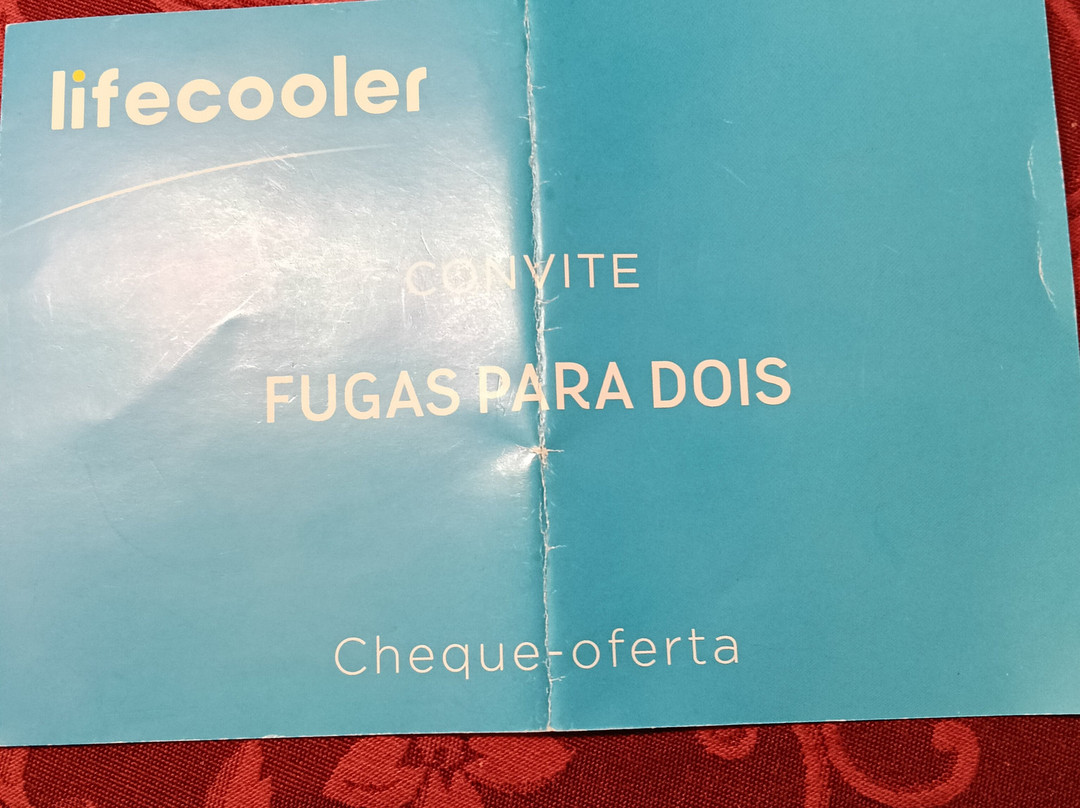 lifecooler
CONVITE
FUGAS PARA DOIS
Cheque-oferta